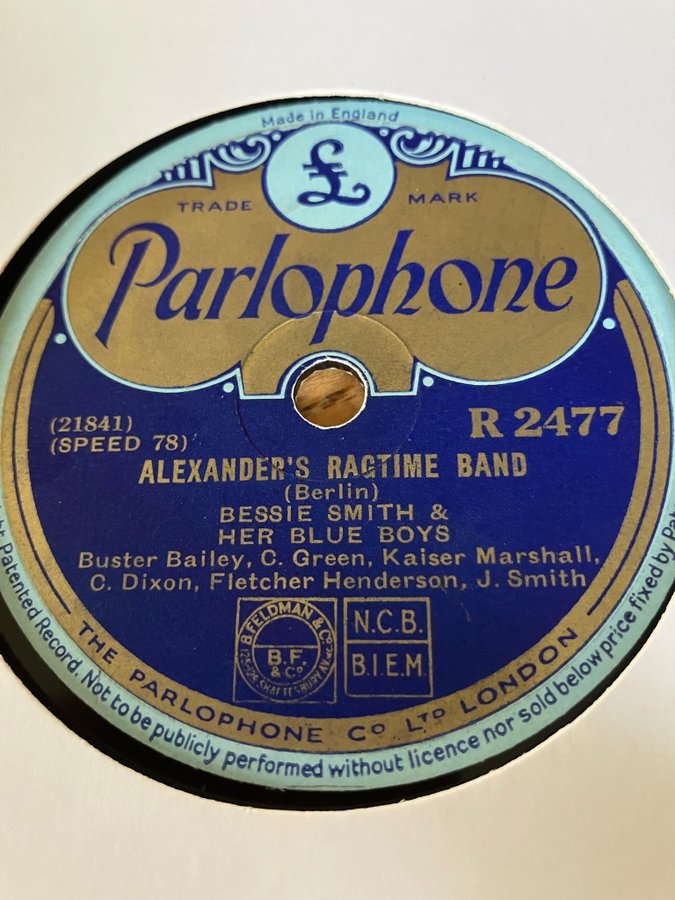 Made in England
£
TRADE MARK
Parlophone
(21841)
(SPEED 78)
R 2477
ALEXANDER'S RAGTIME BAND
(Berlin)
BESSIE SMITH &
HER BLUE BOYS
Buster Bailey, C. Green, Kaiser Marshall,
C. Dixon, Fletcher Henderson, J. Smith
B. FELDMAN & CO
B.F.
& Co
N.C.B.
B.I.E.M.
THE PARLOPHONE CO LTD LONDON
Patented Record. Not to be publicly performed without licence nor sold below price fixed by